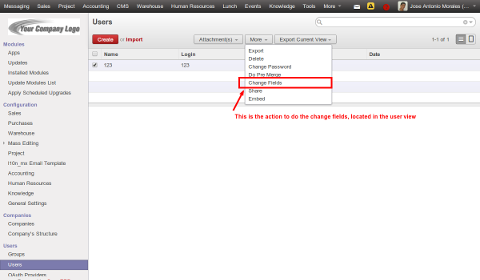 Messaging Sales Project Accounting CMS Warehouse Human Resources Lunch Events Knowledge Tools More Jose Antonio Morales
Your Company Logo
Users
Create or Import
Attachment(s) More Export Current View
1-1 of 1
Name Login Date
123 123
Export
Delete
Change Password
Do Pre Merge
Change Fields
Share
Embed
This is the action to do the change fields, located in the user view
Modules
Apps
Updates
Installed Modules
Update Modules List
Apply Scheduled Upgrades
Configuration
Sales
Purchases
Warehouse
Mass Editing
Project
l10n_mx Email Template
Accounting
Human Resources
Knowledge
General Settings
Companies
Companies
Company's Structure
Users
Groups
Users
OAuth Providers